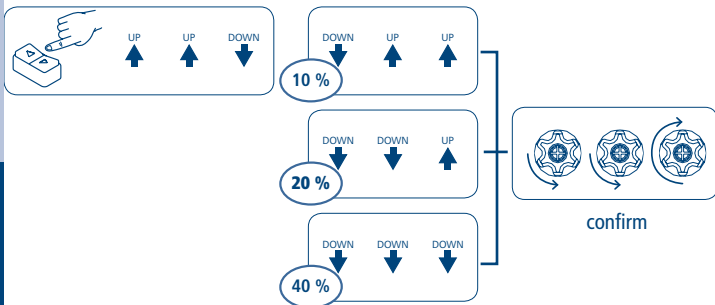 UP UP DOWN
DOWN UP UP
10 %
DOWN DOWN UP
20 %
confirm
DOWN DOWN DOWN
40 %